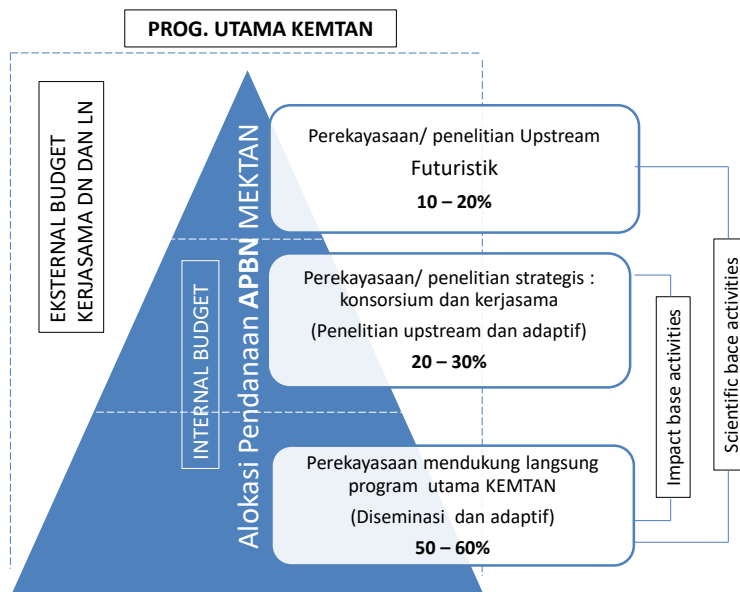 PROG. UTAMA KEMTAN
EKSTERNAL BUDGET
KERJASAMA DN DAN LN
INTERNAL BUDGET
Alokasi Pendanaan APBN MEKTAN
Perekayasaan/ penelitian Upstream
Futuristik
10 – 20%
Perekayasaan/ penelitian strategis :
konsorsium dan kerjasama
(Penelitian upstream dan adaptif)
20 – 30%
Perekayasaan mendukung langsung
program utama KEMTAN
(Diseminasi dan adaptif)
50 – 60%
Impact base activities
Scientific bace activities